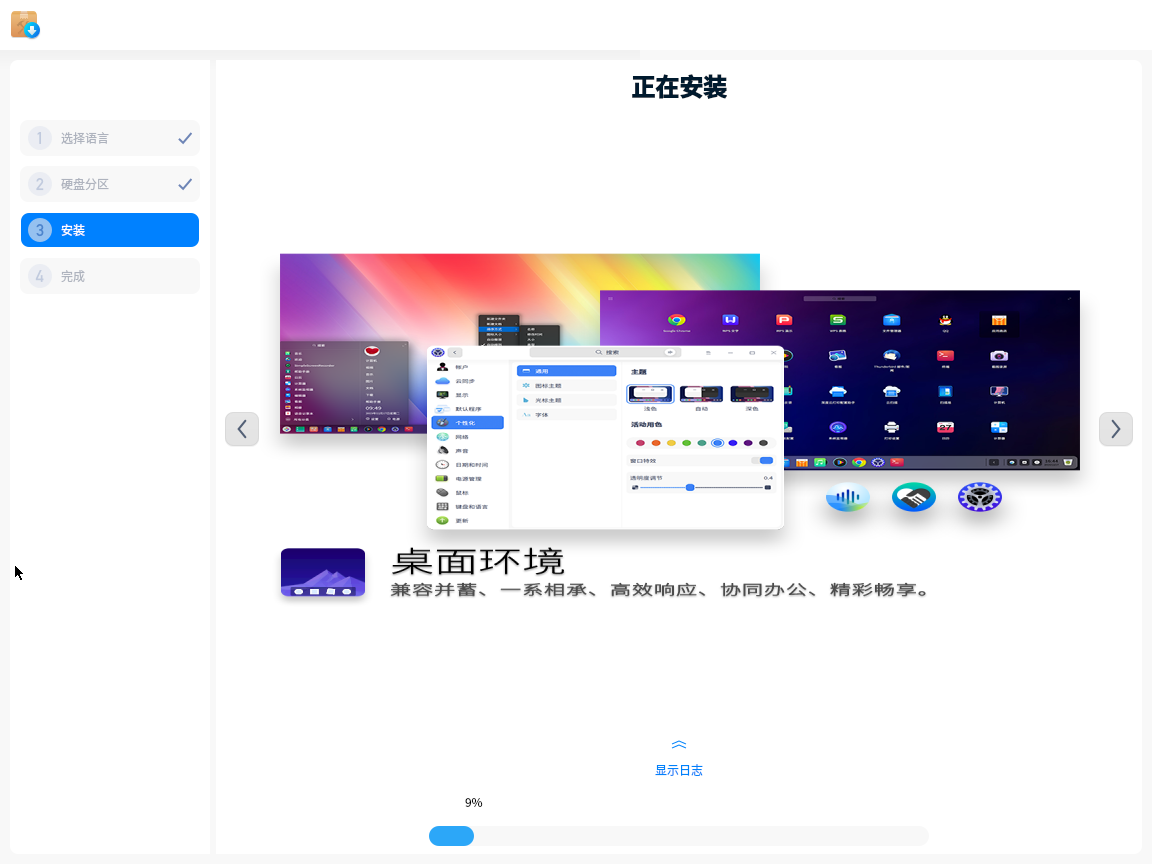 正在安装
1 选择语言
2 硬盘分区
3 安装
4 完成
搜索
帐户
云同步
显示
默认程序
个性化
网络
声音
日期和时间
电源管理
鼠标
键盘和语言
更新
通用
图标主题
光标主题
字体
主题
浅色 自动 深色
活动用色
窗口特效
透明度调节 0.4
Google Chrome
09:49
桌面环境
兼容并蓄、一系相承、高效响应、协同办公、精彩畅享。
显示日志
9%